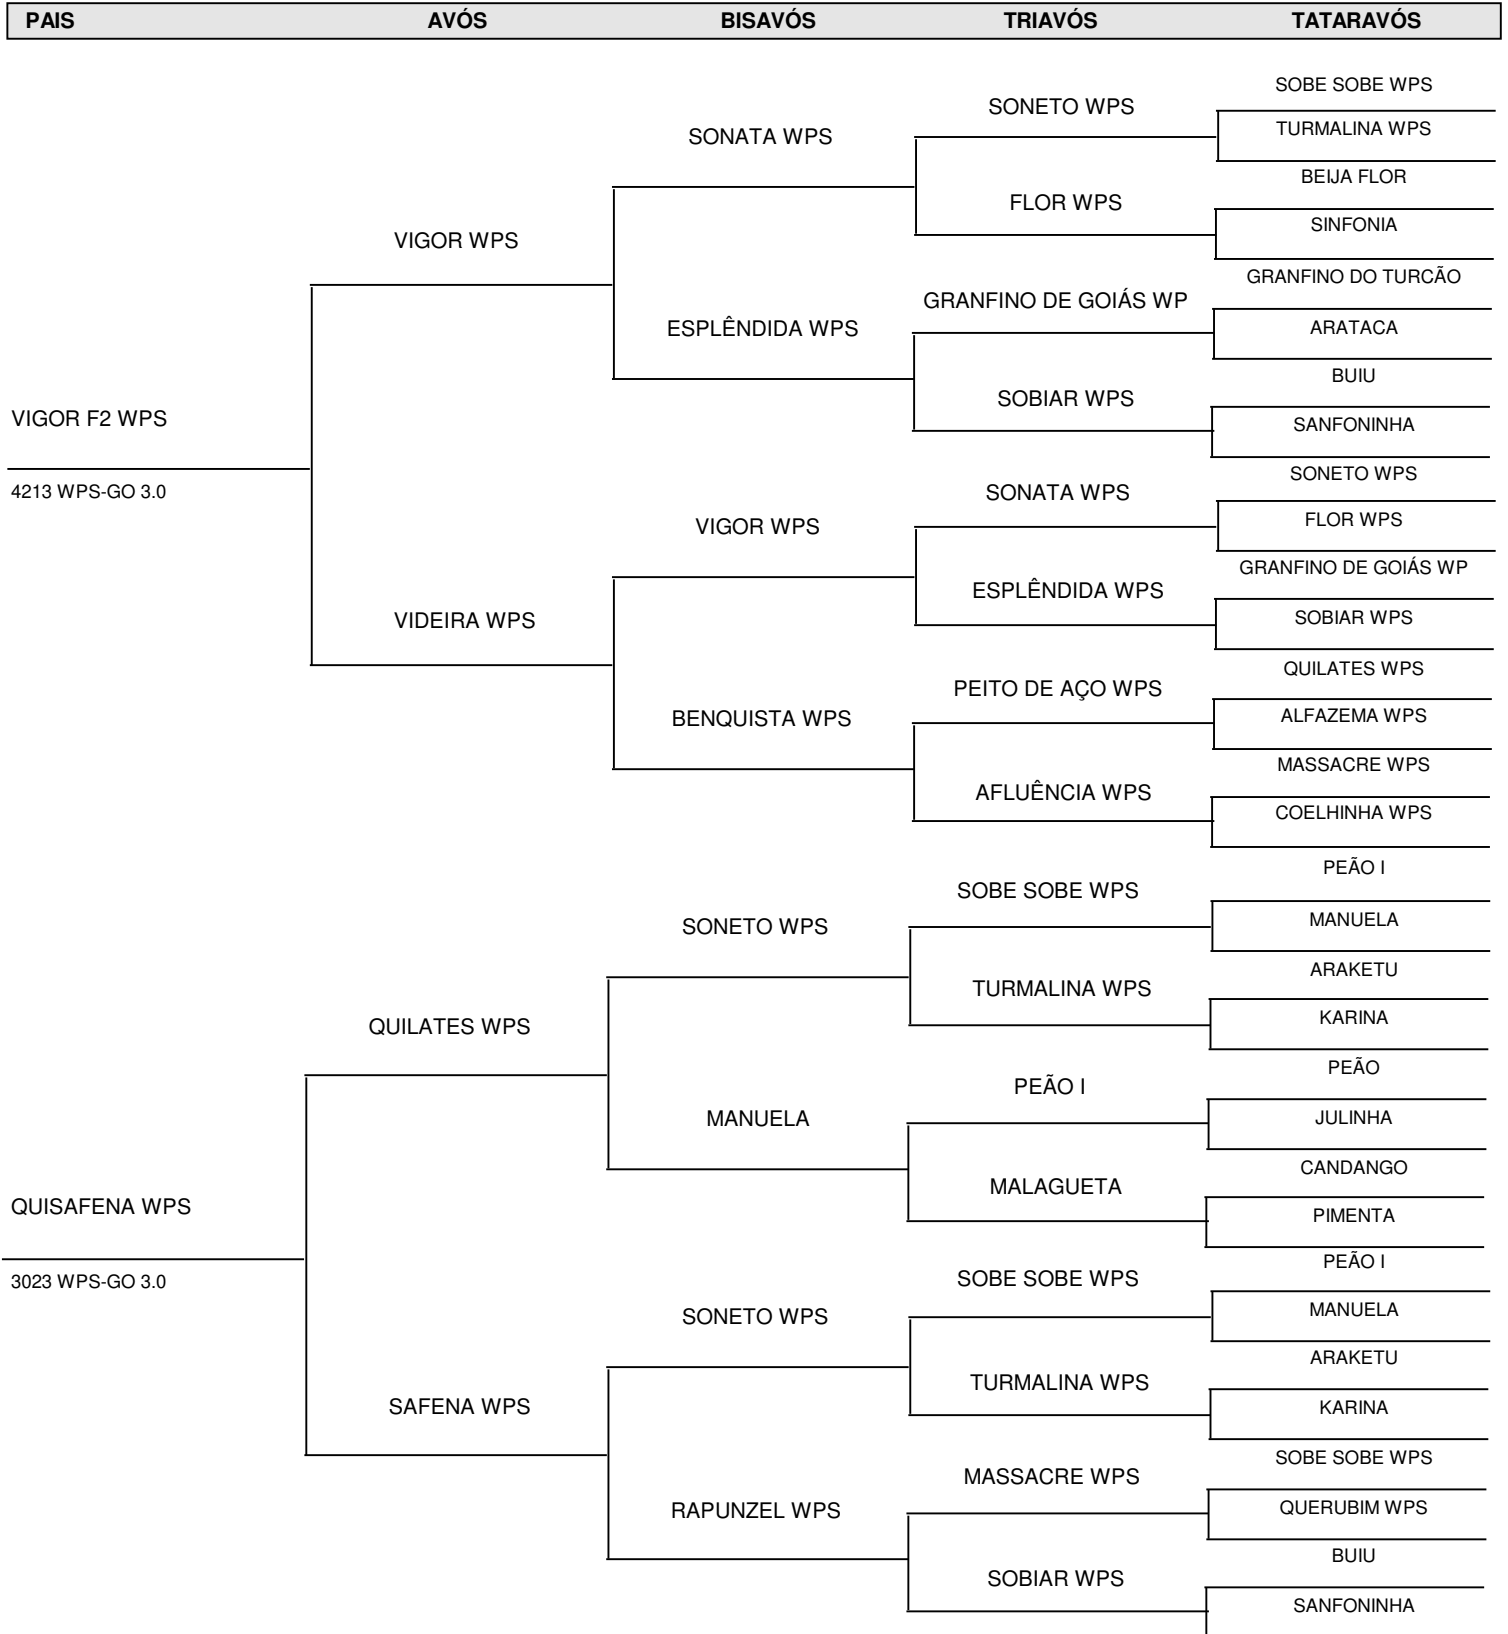 PAIS AVÓS BISAVÓS TRIAVÓS TATARAVÓS
SOBE SOBE WPS
SONETO WPS
TURMALINA WPS
SONATA WPS
BEIJA FLOR
FLOR WPS
SINFONIA
VIGOR WPS
GRANFINO DO TURCÃO
GRANFINO DE GOIÁS WP
ARATACA
ESPLÊNDIDA WPS
BUIU
SOBIAR WPS
SANFONINHA
VIGOR F2 WPS
4213 WPS-GO 3.0
SONETO WPS
SONATA WPS
FLOR WPS
VIGOR WPS
GRANFINO DE GOIÁS WP
ESPLÊNDIDA WPS
SOBIAR WPS
VIDEIRA WPS
QUILATES WPS
PEITO DE AÇO WPS
ALFAZEMA WPS
BENQUISTA WPS
MASSACRE WPS
AFLUÊNCIA WPS
COELHINHA WPS
PEÃO I
SOBE SOBE WPS
MANUELA
SONETO WPS
ARAKETU
TURMALINA WPS
KARINA
QUILATES WPS
PEÃO
PEÃO I
JULINHA
MANUELA
CANDANGO
MALAGUETA
PIMENTA
QUISAFENA WPS
3023 WPS-GO 3.0
PEÃO I
SOBE SOBE WPS
MANUELA
SONETO WPS
ARAKETU
TURMALINA WPS
KARINA
SAFENA WPS
SOBE SOBE WPS
MASSACRE WPS
QUERUBIM WPS
RAPUNZEL WPS
BUIU
SOBIAR WPS
SANFONINHA